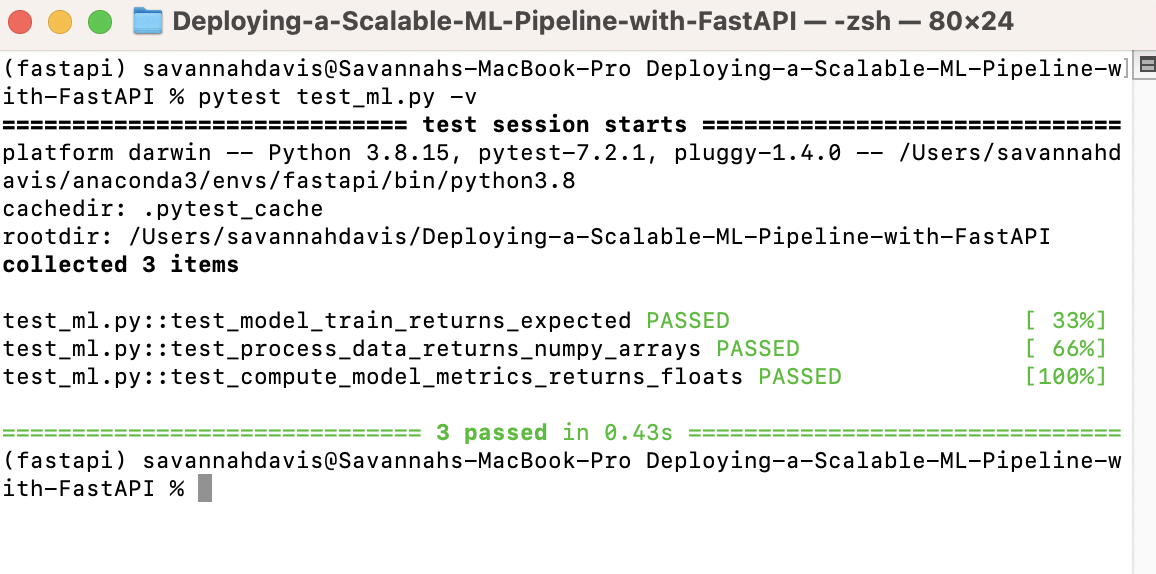 Deploying-a-Scalable-ML-Pipeline-with-FastAPI — -zsh — 80×24
(fastapi) savannahdavis@Savannahs-MacBook-Pro Deploying-a-Scalable-ML-Pipeline-w]
ith-FastAPI % pytest test_ml.py -v
============================= test session starts ==============================
platform darwin -- Python 3.8.15, pytest-7.2.1, pluggy-1.4.0 -- /Users/savannahd
avis/anaconda3/envs/fastapi/bin/python3.8
cachedir: .pytest_cache
rootdir: /Users/savannahdavis/Deploying-a-Scalable-ML-Pipeline-with-FastAPI
collected 3 items
test_ml.py::test_model_train_returns_expected PASSED                     [ 33%]
test_ml.py::test_process_data_returns_numpy_arrays PASSED                [ 66%]
test_ml.py::test_compute_model_metrics_returns_floats PASSED             [100%]
============================== 3 passed in 0.43s ===============================
(fastapi) savannahdavis@Savannahs-MacBook-Pro Deploying-a-Scalable-ML-Pipeline-w
ith-FastAPI %